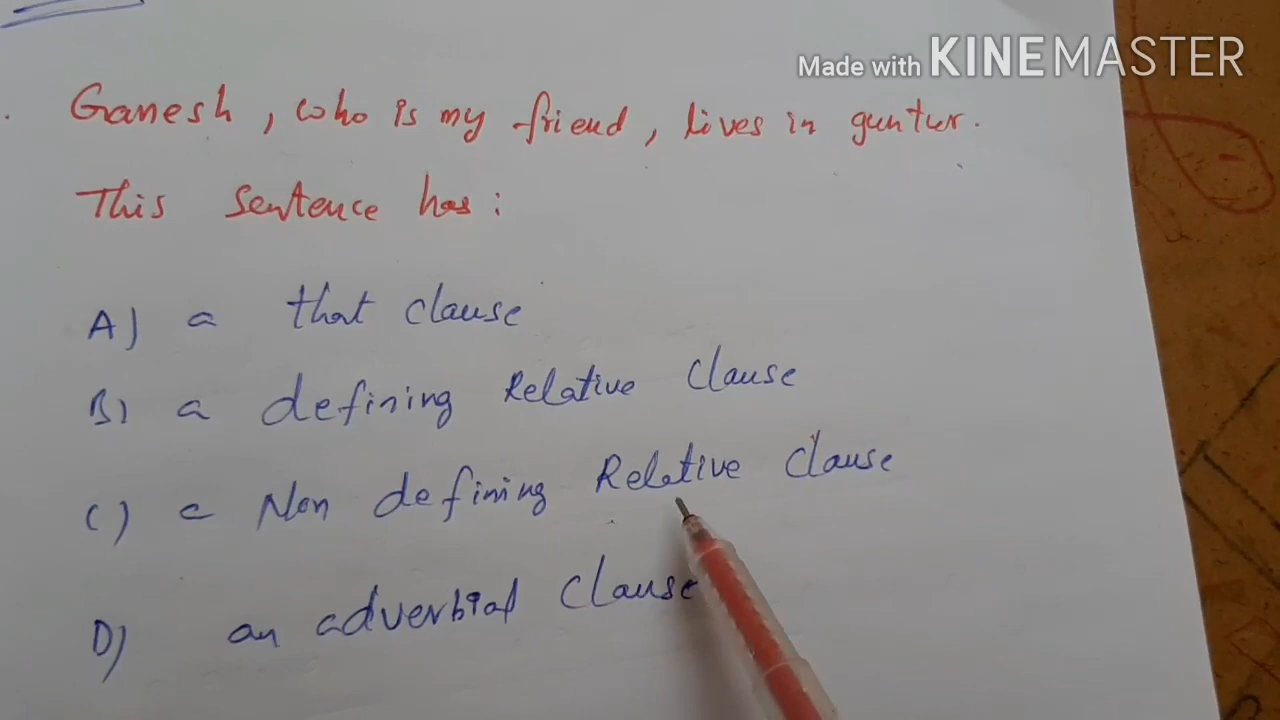 Made with KINEMASTER
Ganesh, who is my friend, lives in guntur.
This sentence has:
A) a that clause
B) a defining Relative clause
C) a Non defining Relative clause
D) an adverbial clause